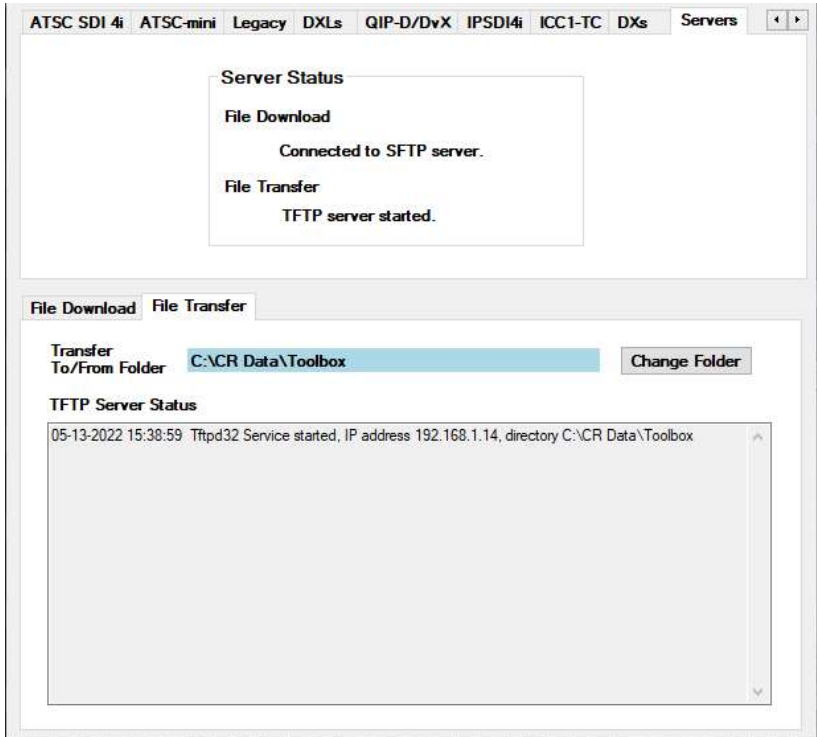 ATSC SDI 4i ATSC-mini Legacy DXLs QIP-D/DvX IPSDI4i ICC1-TC DXs Servers
Server Status
File Download
Connected to SFTP server.
File Transfer
TFTP server started.
File Download File Transfer
Transfer
To/From Folder C:\CR Data\Toolbox Change Folder
TFTP Server Status
05-13-2022 15:38:59 Tftpd32 Service started, IP address 192.168.1.14, directory C:\CR Data\Toolbox